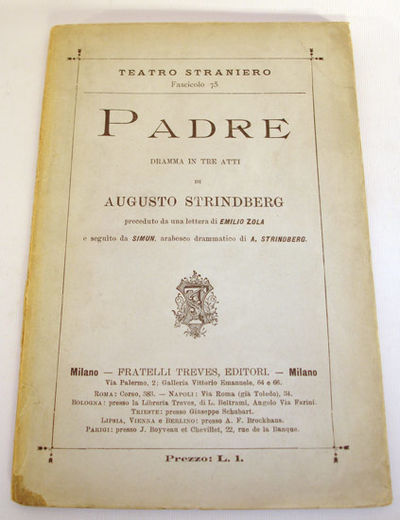 TEATRO STRANIERO
Fascicolo 73
PADRE
DRAMMA IN TRE ATTI
DI
AUGUSTO STRINDBERG
preceduto da una lettera di EMILIO ZOLA
e seguito da SIMUN, arabesco drammatico di A. STRINDBERG.
Milano — FRATELLI TREVES, EDITORI. — Milano
Via Palermo, 2; Galleria Vittorio Emanuele, 64 e 66.
ROMA: Corso, 383. — NAPOLI: Via Roma (già Toledo), 34.
BOLOGNA: presso la Libreria Treves, di L. Beltrami, Angolo Via Farini.
TRIESTE: presso Giuseppe Schubart.
LIPSIA, VIENNA e BERLINO: presso A. F. Brockhaus.
PARIGI: presso J. Boyveau et Chevillet, 22, rue de la Banque.
Prezzo: L. 1.